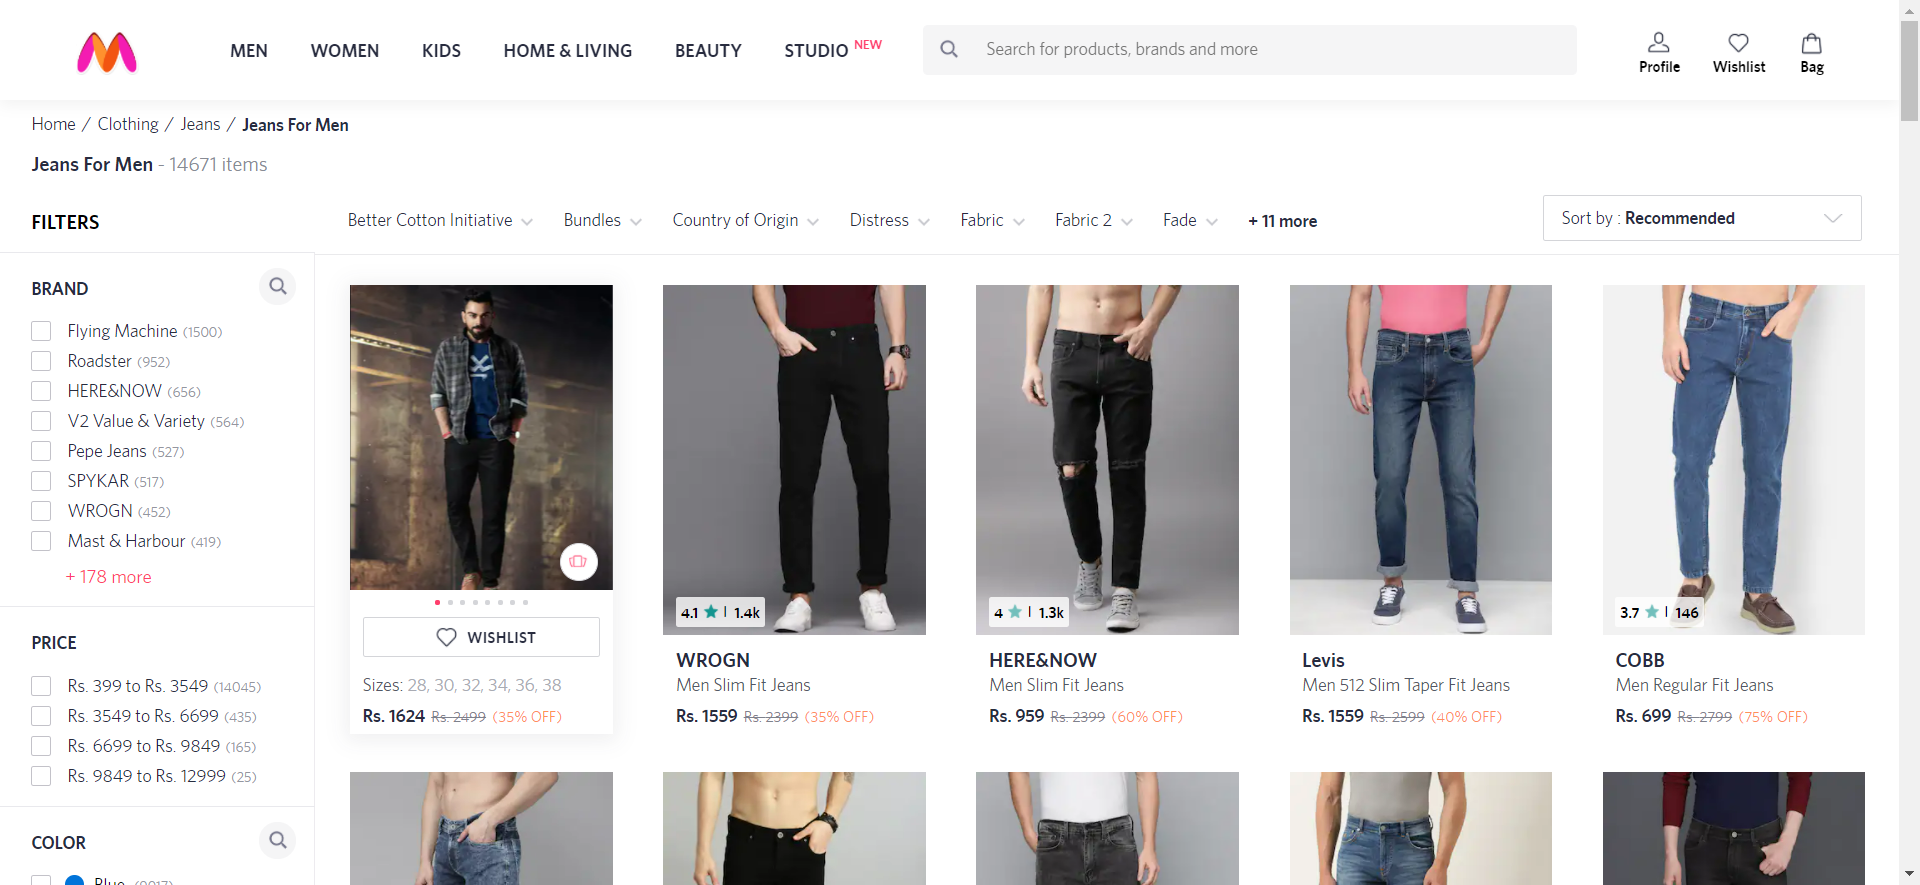 MEN WOMEN KIDS HOME & LIVING BEAUTY STUDIO NEW
Search for products, brands and more
Profile Wishlist Bag
Home / Clothing / Jeans / Jeans For Men
Jeans For Men - 14671 items
FILTERS
Better Cotton Initiative Bundles Country of Origin Distress Fabric Fabric 2 Fade + 11 more
Sort by : Recommended
BRAND
Flying Machine (1500)
Roadster (952)
HERE&NOW (656)
V2 Value & Variety (564)
Pepe Jeans (527)
SPYKAR (517)
WROGN (452)
Mast & Harbour (419)
+ 178 more
PRICE
Rs. 399 to Rs. 3549 (14045)
Rs. 3549 to Rs. 6699 (435)
Rs. 6699 to Rs. 9849 (165)
Rs. 9849 to Rs. 12999 (25)
COLOR
Blue
WISHLIST
Sizes: 28, 30, 32, 34, 36, 38
Rs. 1624 Rs. 2499 (35% OFF)
4.1 | 1.4k
WROGN
Men Slim Fit Jeans
Rs. 1559 Rs. 2399 (35% OFF)
4 | 1.3k
HERE&NOW
Men Slim Fit Jeans
Rs. 959 Rs. 2399 (60% OFF)
Levis
Men 512 Slim Taper Fit Jeans
Rs. 1559 Rs. 2599 (40% OFF)
3.7 | 146
COBB
Men Regular Fit Jeans
Rs. 699 Rs. 2799 (75% OFF)